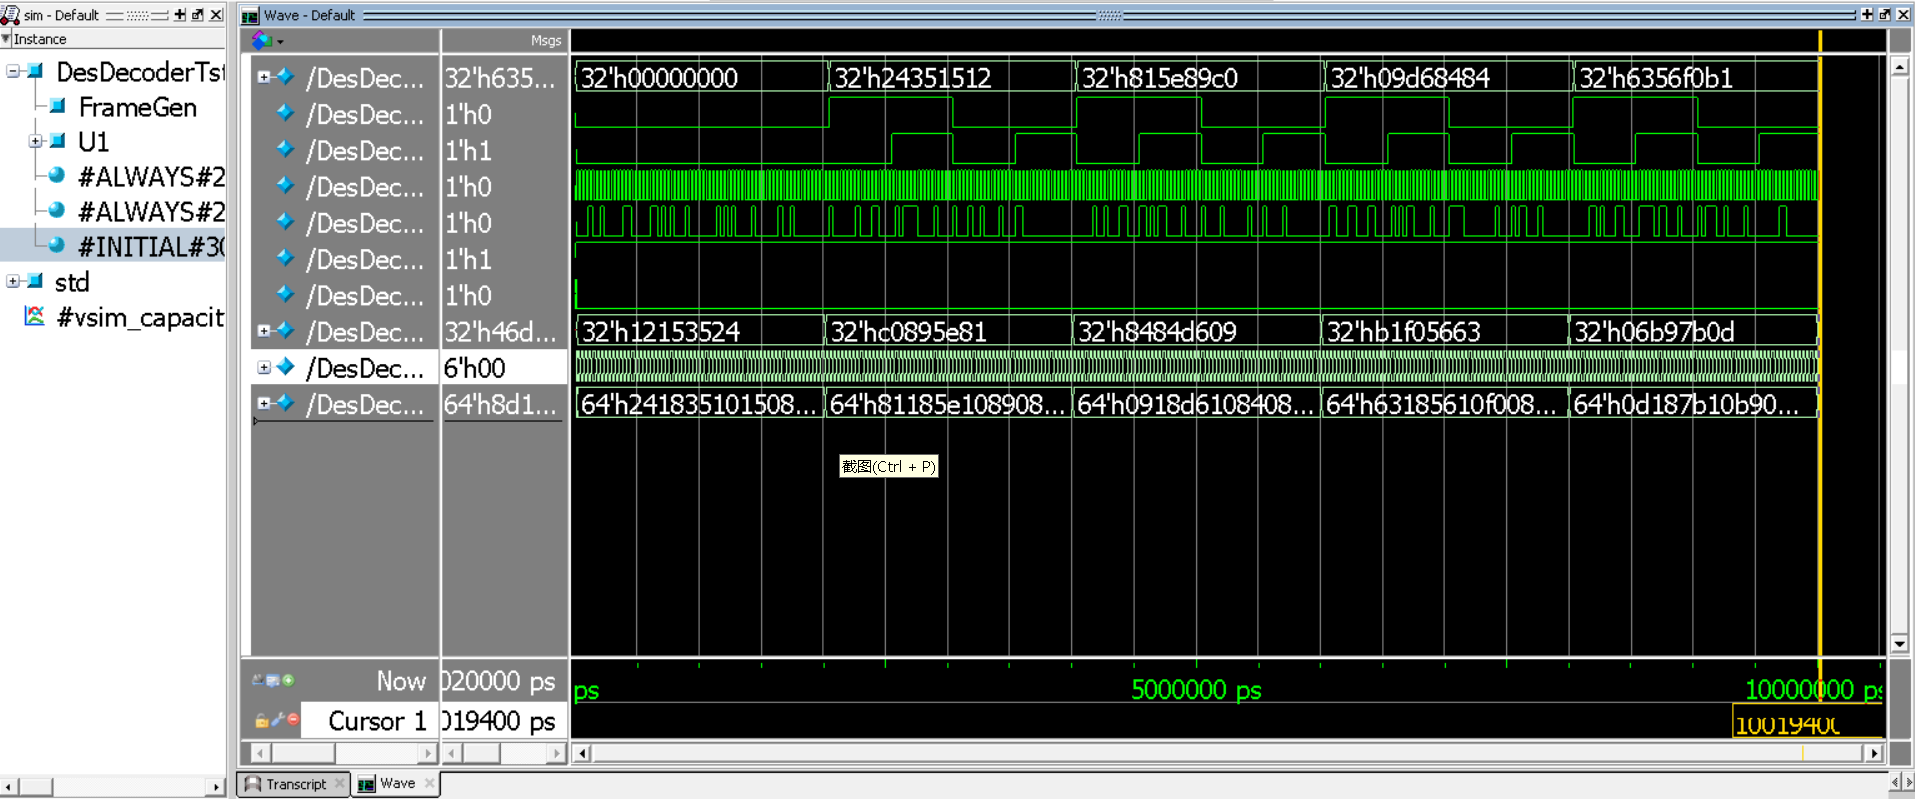 sim - Default
Instance
DesDecoderTst
FrameGen
U1
#ALWAYS#2
#ALWAYS#2
#INITIAL#30
std
#vsim_capacit
Wave - Default
Msgs
/DesDec... 32'h635... 32'h00000000 32'h24351512 32'h815e89c0 32'h09d68484 32'h6356f0b1
/DesDec... 1'h0
/DesDec... 1'h1
/DesDec... 1'h0
/DesDec... 1'h0
/DesDec... 1'h1
/DesDec... 1'h0
/DesDec... 32'h46d... 32'h12153524 32'hc0895e81 32'h8484d609 32'hb1f05663 32'h06b97b0d
/DesDec... 6'h00
/DesDec... 64'h8d1... 64'h241835101508... 64'h81185e108908... 64'h0918d6108408... 64'h63185610f008... 64'h0d187b10b90...
截图(Ctrl + P)
Now 020000 ps ps 5000000 ps 10000000 ps
Cursor 1 019400 ps 10019400
Transcript Wave